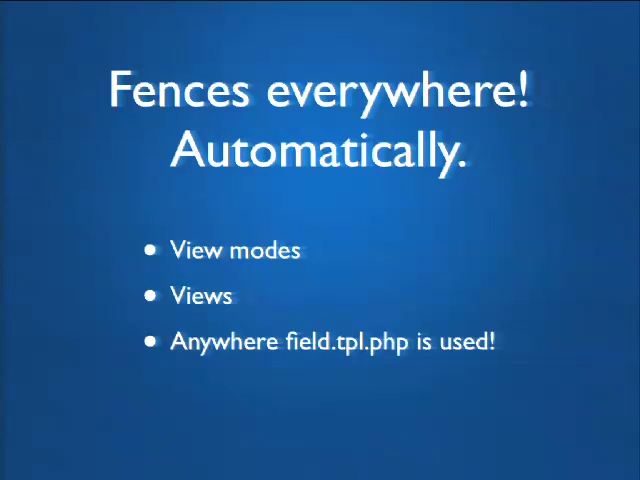 Fences everywhere!
Automatically.
• View modes
• Views
• Anywhere field.tpl.php is used!